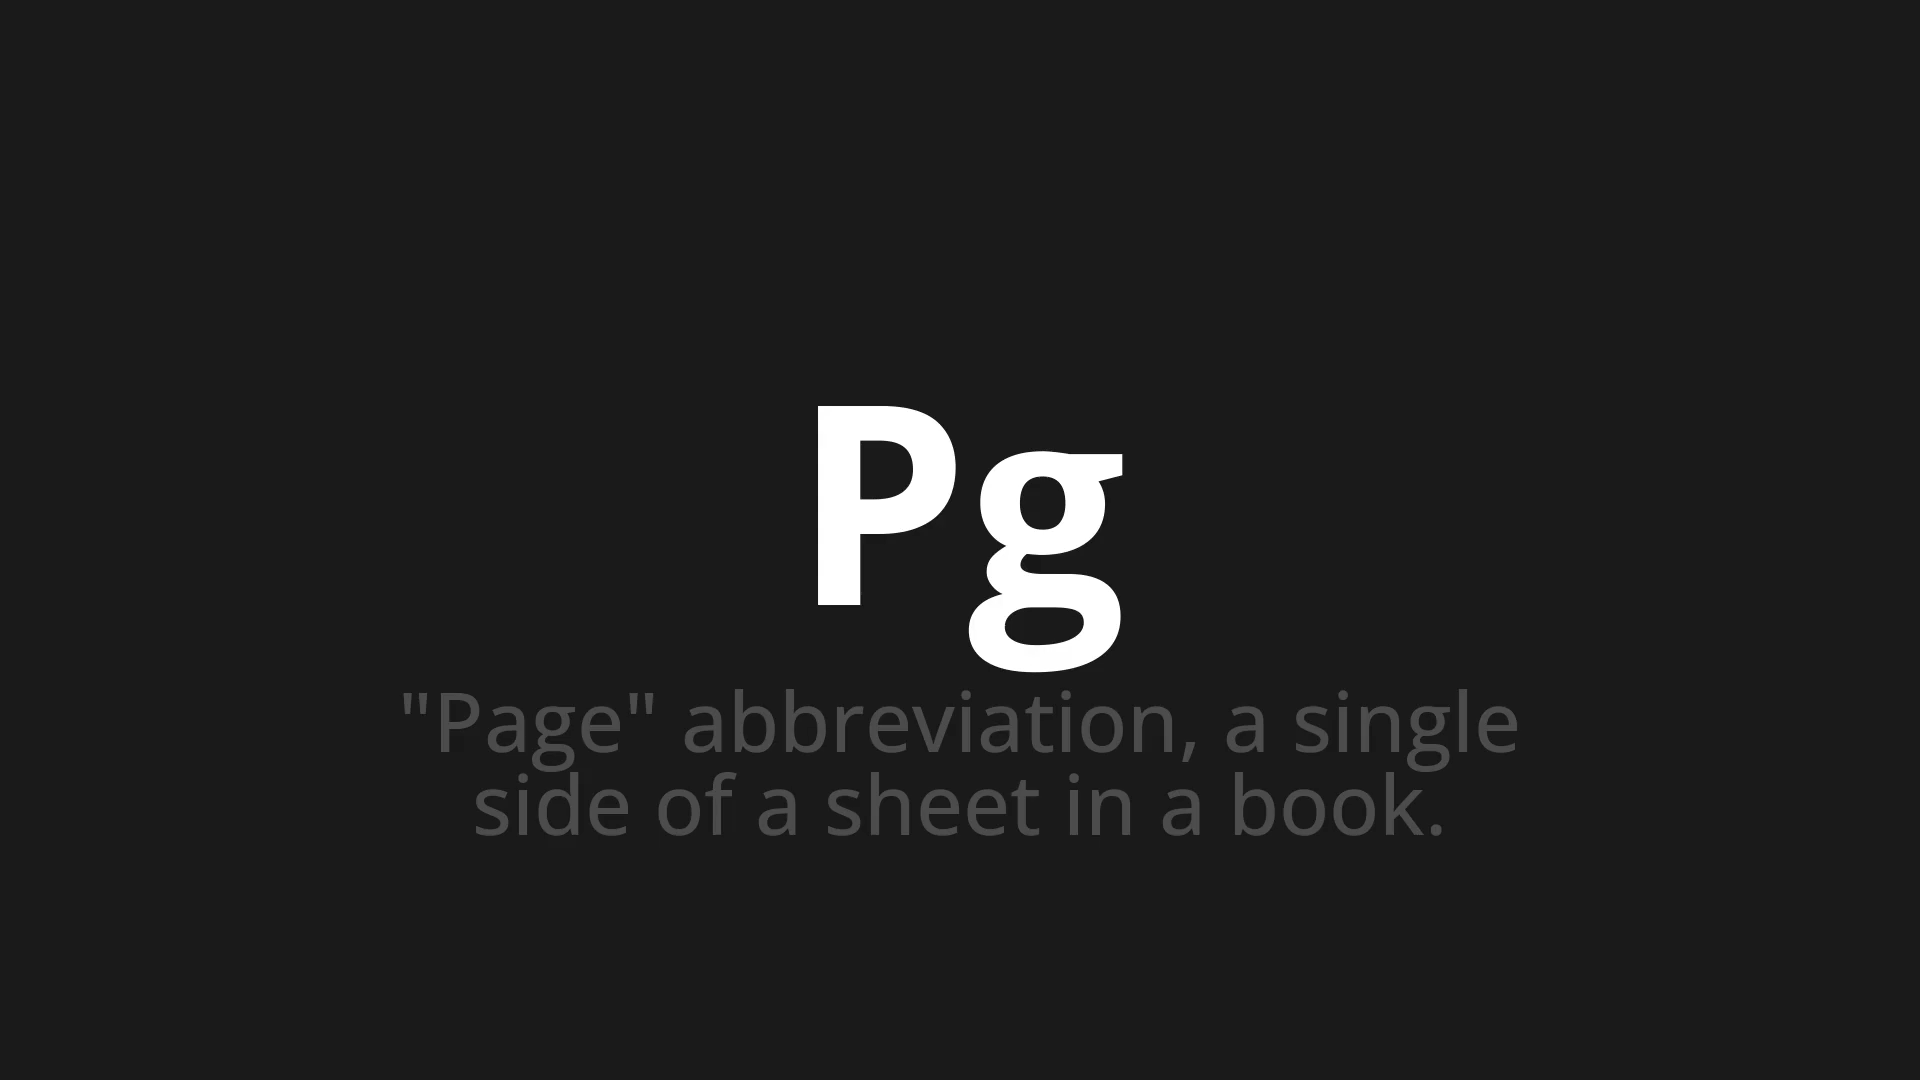 Pg
"Page" abbreviation, a single
side of a sheet in a book.